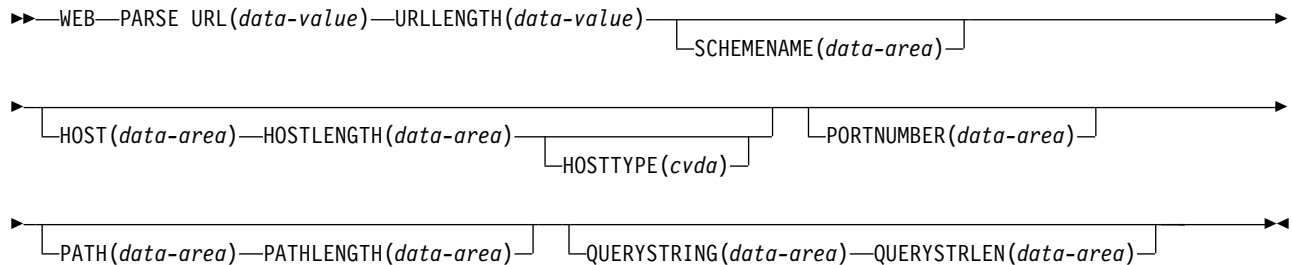 WEB PARSE URL(data-value) URLLENGTH(data-value)
SCHEMENAME(data-area)
HOST(data-area) HOSTLENGTH(data-area) PORTNUMBER(data-area)
HOSTTYPE(cvda)
PATH(data-area) PATHLENGTH(data-area) QUERYSTRING(data-area) QUERYSTRLEN(data-area)